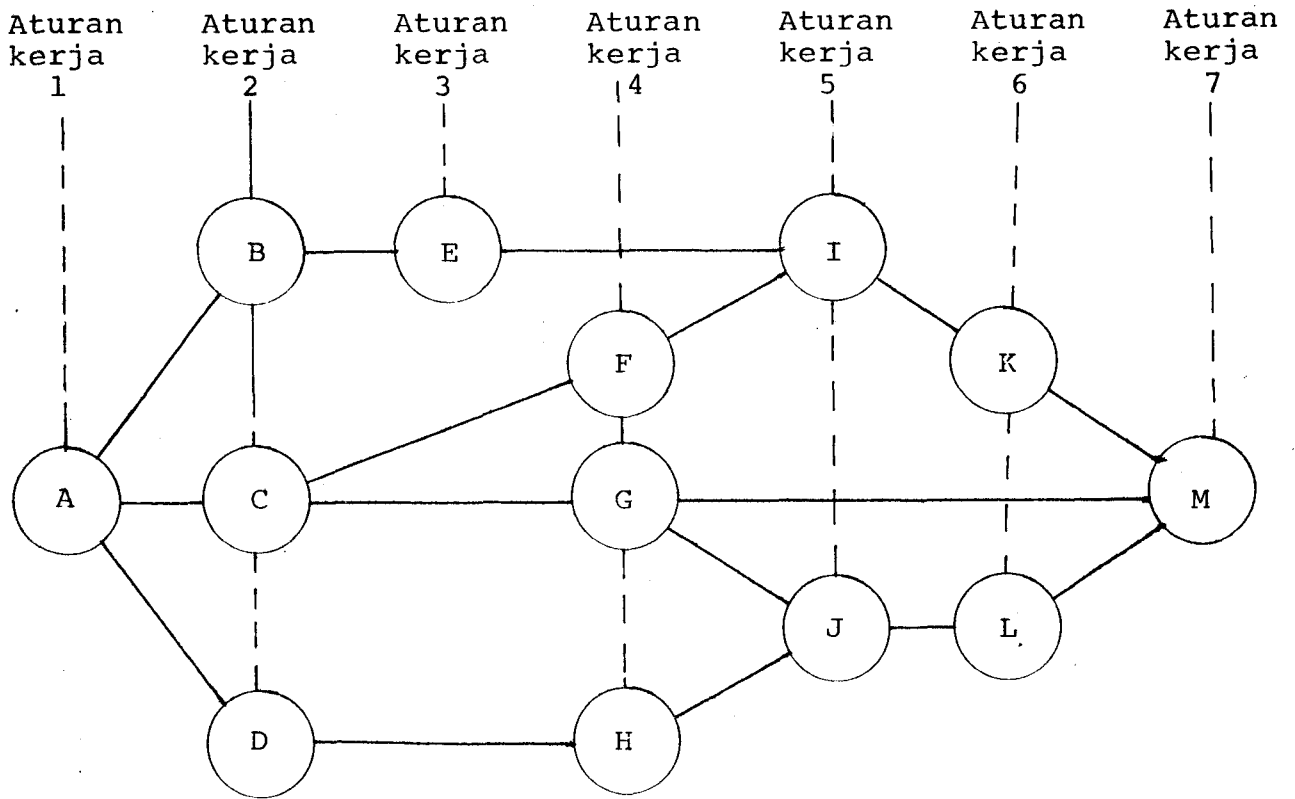 Aturan kerja 1
Aturan kerja 2
Aturan kerja 3
Aturan kerja 4
Aturan kerja 5
Aturan kerja 6
Aturan kerja 7
B
E
I
F
K
A
C
G
M
J
L
D
H